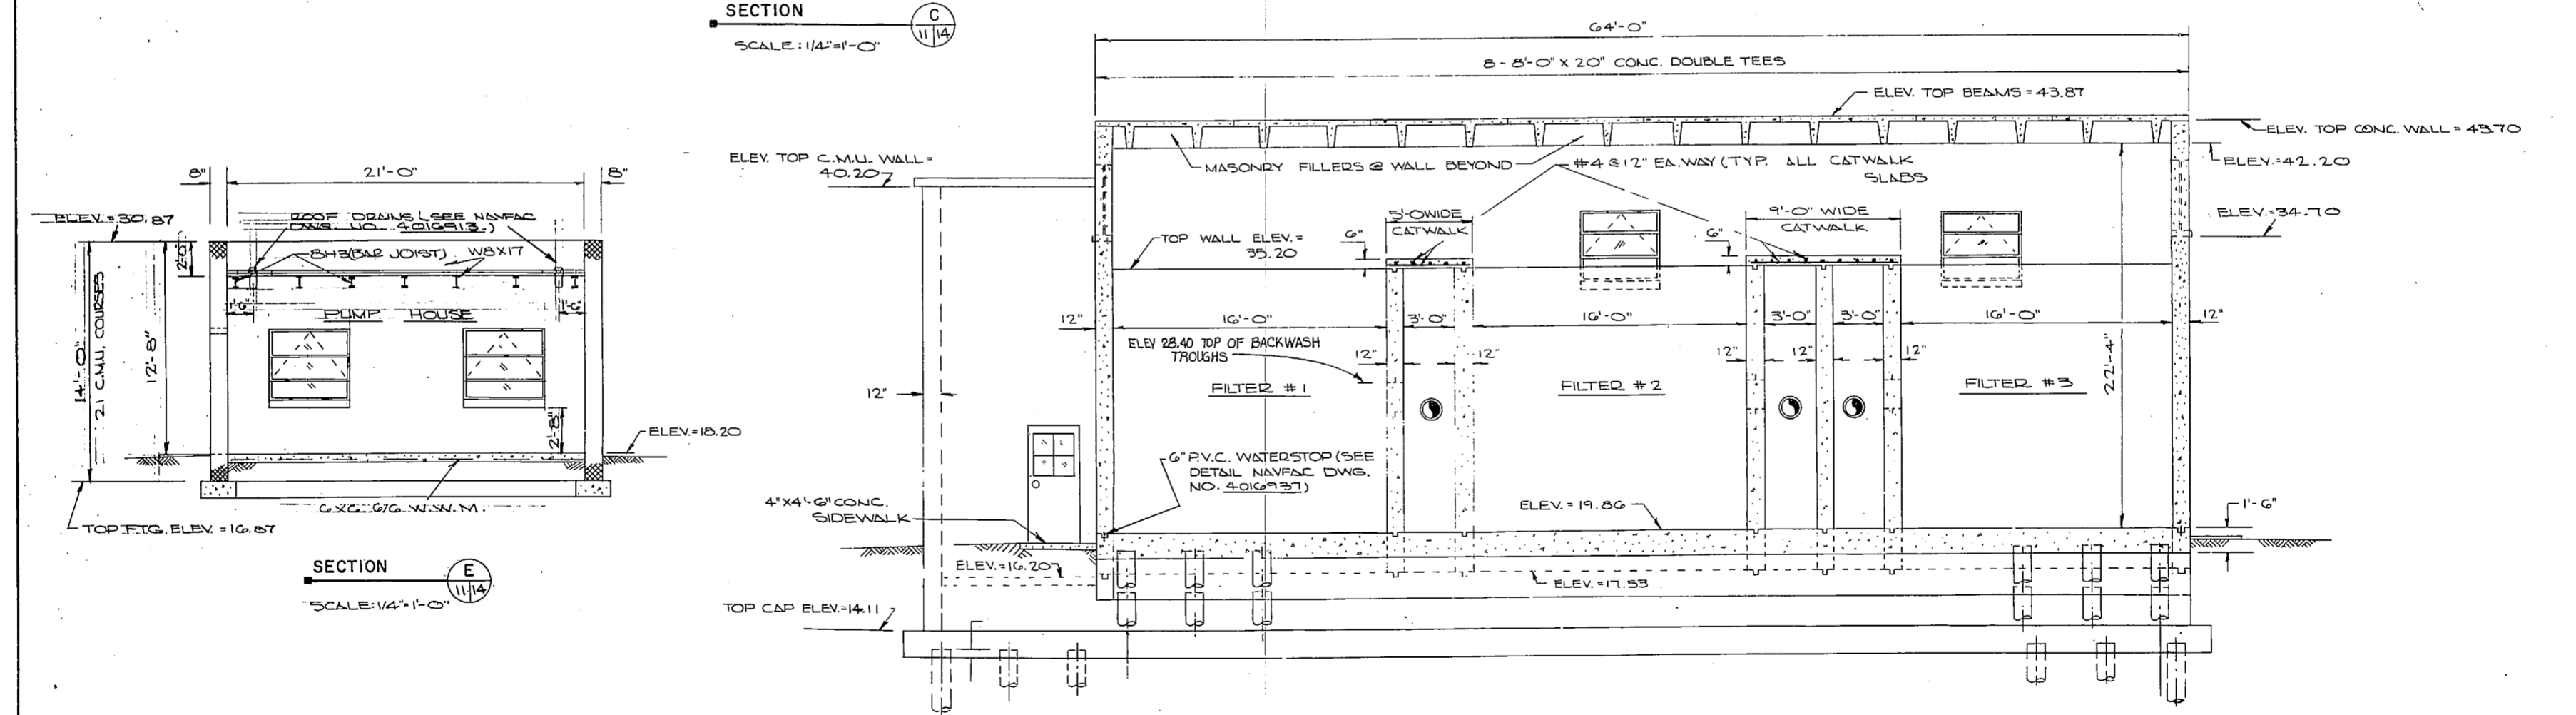 SECTION
C
11 14
SCALE: 1/4"=1'-0"
64'-0"
8 - 8'-0" X 20" CONC. DOUBLE TEES
ELEV. TOP BEAMS = 43.87
ELEV. TOP CONC. WALL = 43.70
ELEV. = 42.20
ELEV. = 34.70
ELEV. TOP C.M.U. WALL =
40.20
MASONRY FILLERS @ WALL BEYOND
#4 @ 12" EA. WAY (TYP. ALL CATWALK
SLABS
5'-0 WIDE
CATWALK
9'-0" WIDE
CATWALK
6"
6"
TOP WALL ELEV. =
35.20
12"
16'-0"
3'-0"
16'-0"
3'-0"
3'-0"
16'-0"
12"
ELEV 28.40 TOP OF BACKWASH
TROUGHS
12"
12"
12"
12"
12"
12"
FILTER #1
FILTER #2
FILTER #3
22'-4"
6" P.V.C. WATERSTOP (SEE
DETAIL NAVFAC DWG.
NO. 4016937)
4"X4'-6" CONC.
SIDEWALK
ELEV. = 19.86
1'-6"
ELEV. = 16.20
ELEV. = 17.53
TOP CAP ELEV. = 14.11
8"
21'-0"
8"
ELEV. = 30.87
ROOF DRAINS (SEE NAVFAC
DWG. NO. 4016913.)
2'-0"
8H3 (BAR JOIST)
W8X17
1'-6"
1'-6"
PUMP HOUSE
14'-0"
21 C.M.U. COURSES
12'-8"
2'-8"
ELEV. = 18.20
6X6 6/6 W.W.M.
TOP FTG. ELEV. = 16.87
SECTION
E
11 14
SCALE: 1/4"=1'-0"